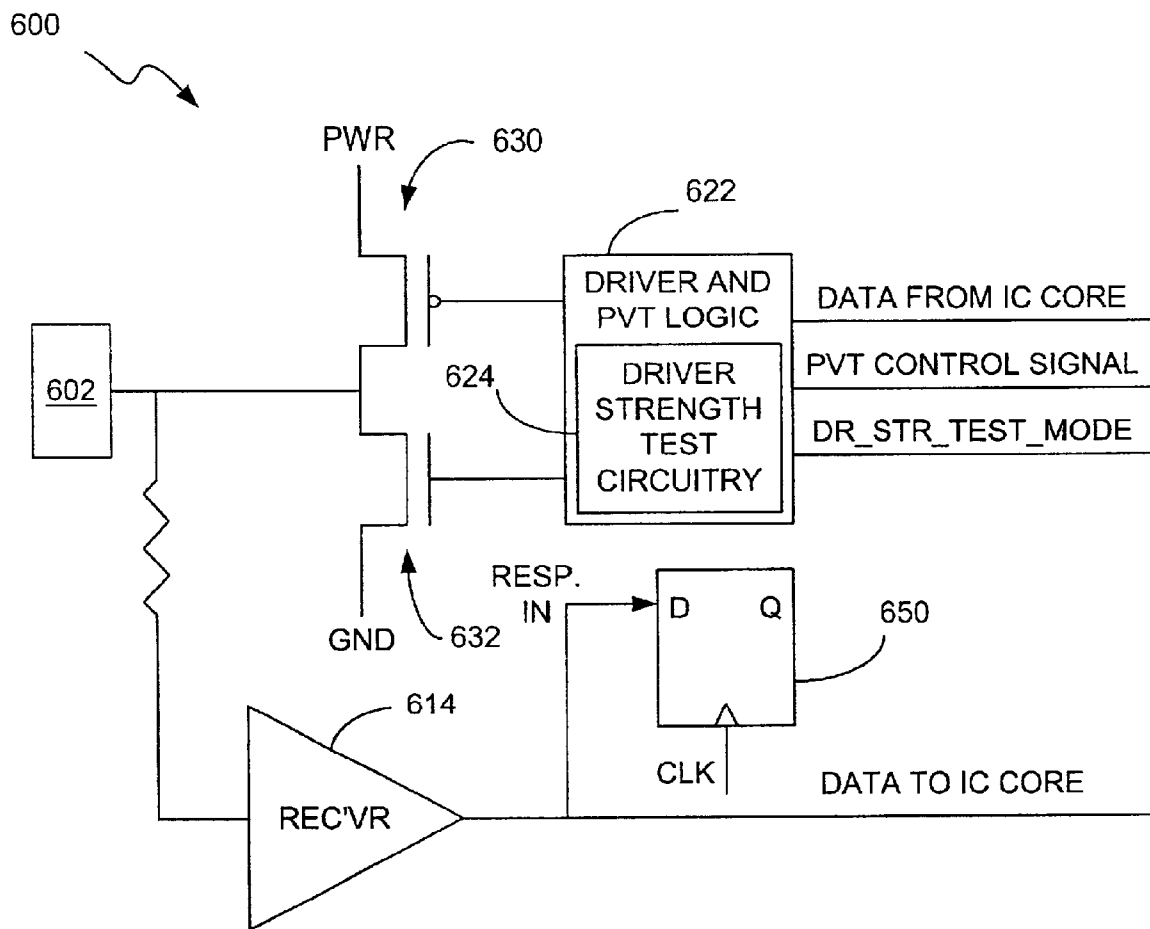 600
PWR
630
622
DRIVER AND
PVT LOGIC
DATA FROM IC CORE
602
624
DRIVER
STRENGTH
TEST
CIRCUITRY
PVT CONTROL SIGNAL
DR_STR_TEST_MODE
RESP.
IN
D
Q
650
GND
632
614
CLK
DATA TO IC CORE
REC'VR